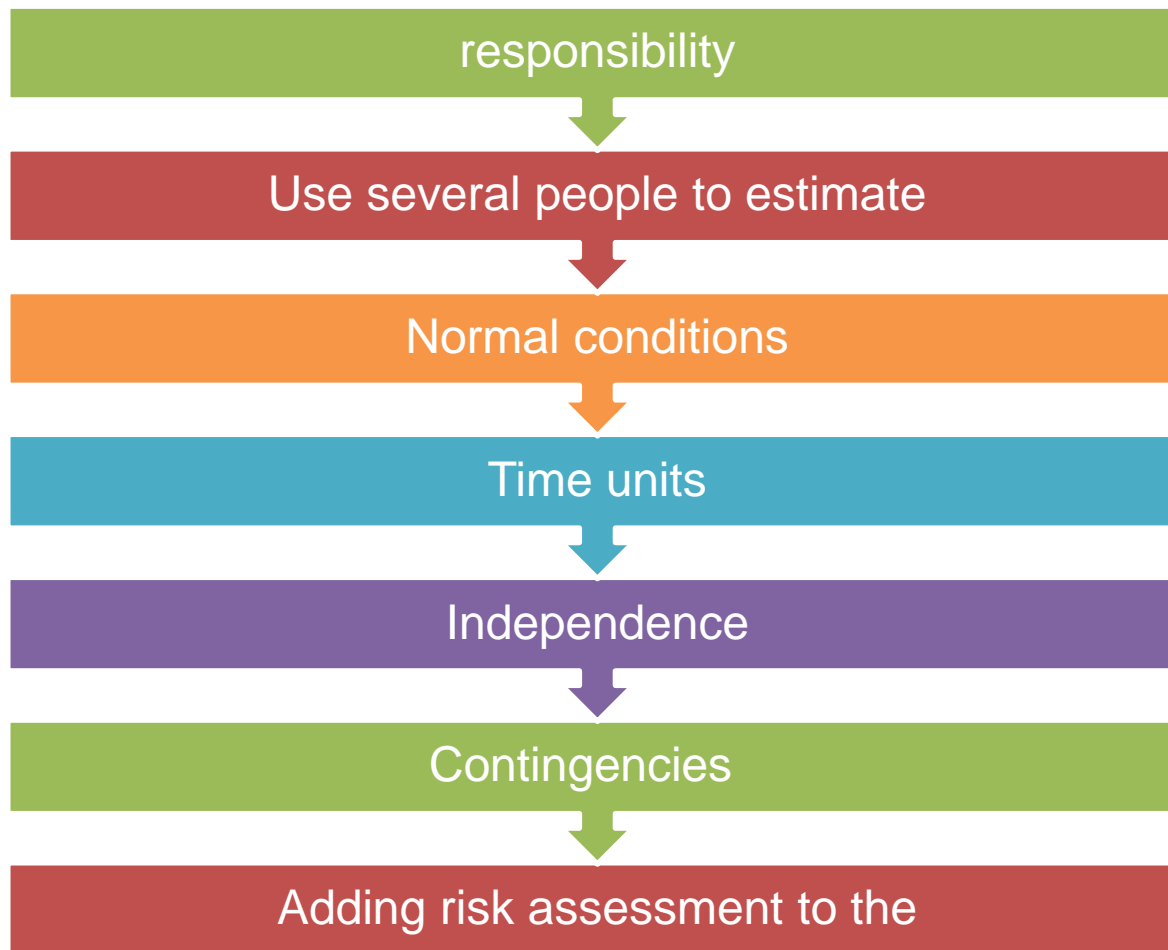 responsibility
Use several people to estimate
Normal conditions
Time units
Independence
Contingencies
Adding risk assessment to the